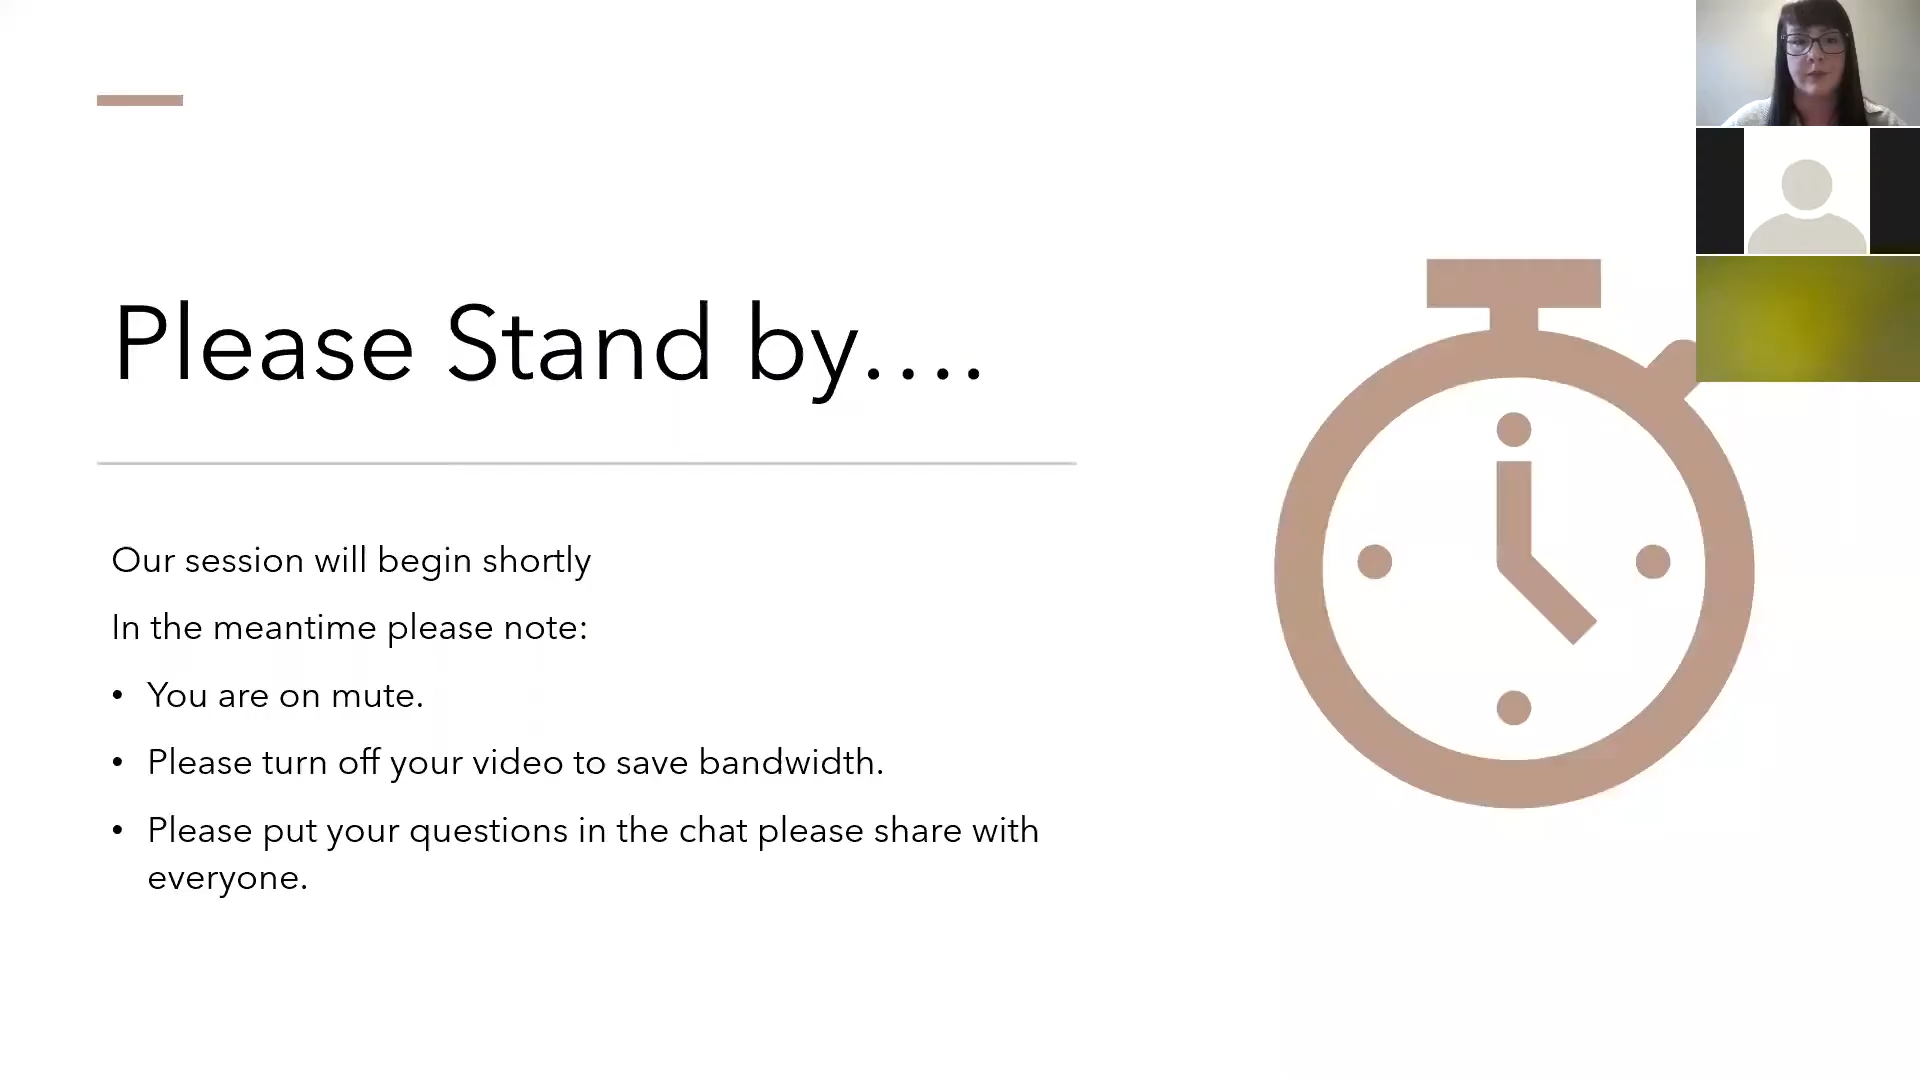 Please Stand by....
Our session will begin shortly
In the meantime please note:
• You are on mute.
• Please turn off your video to save bandwidth.
• Please put your questions in the chat please share with
everyone.